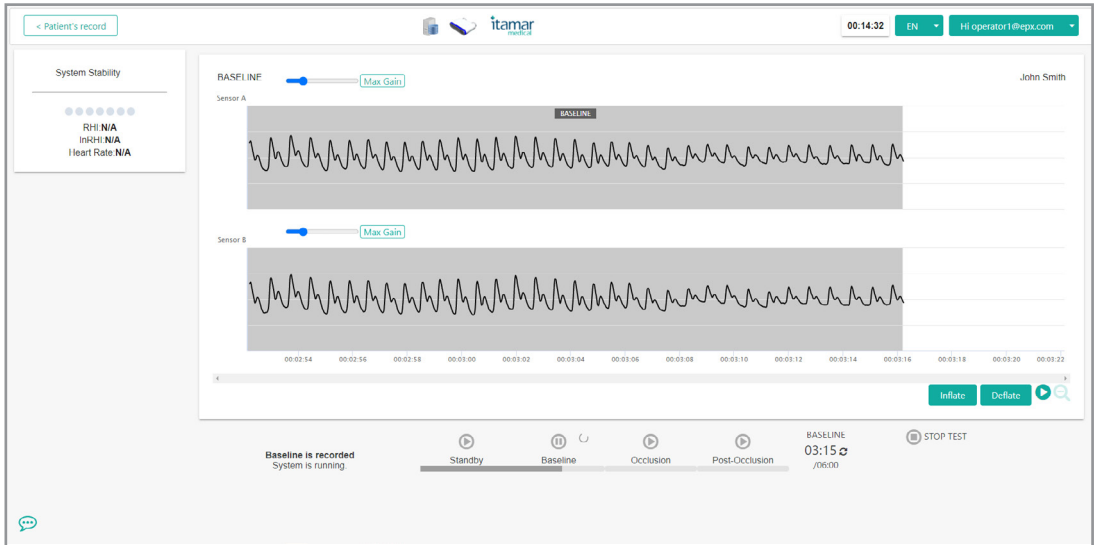 < Patient's record
itamar
medical
00:14:32
EN
Hi operator1@epx.com
System Stability
RHI:N/A
lnRHI:N/A
Heart Rate:N/A
BASELINE
Max Gain
John Smith
Sensor A
BASELINE
Max Gain
Sensor B
00:02:54 00:02:56 00:02:58 00:03:00 00:03:02 00:03:04 00:03:06 00:03:08 00:03:10 00:03:12 00:03:14 00:03:16 00:03:18 00:03:20 00:03:22
Inflate
Deflate
Baseline is recorded
System is running.
Standby
Baseline
Occlusion
Post-Occlusion
BASELINE
03:15
/06:00
STOP TEST